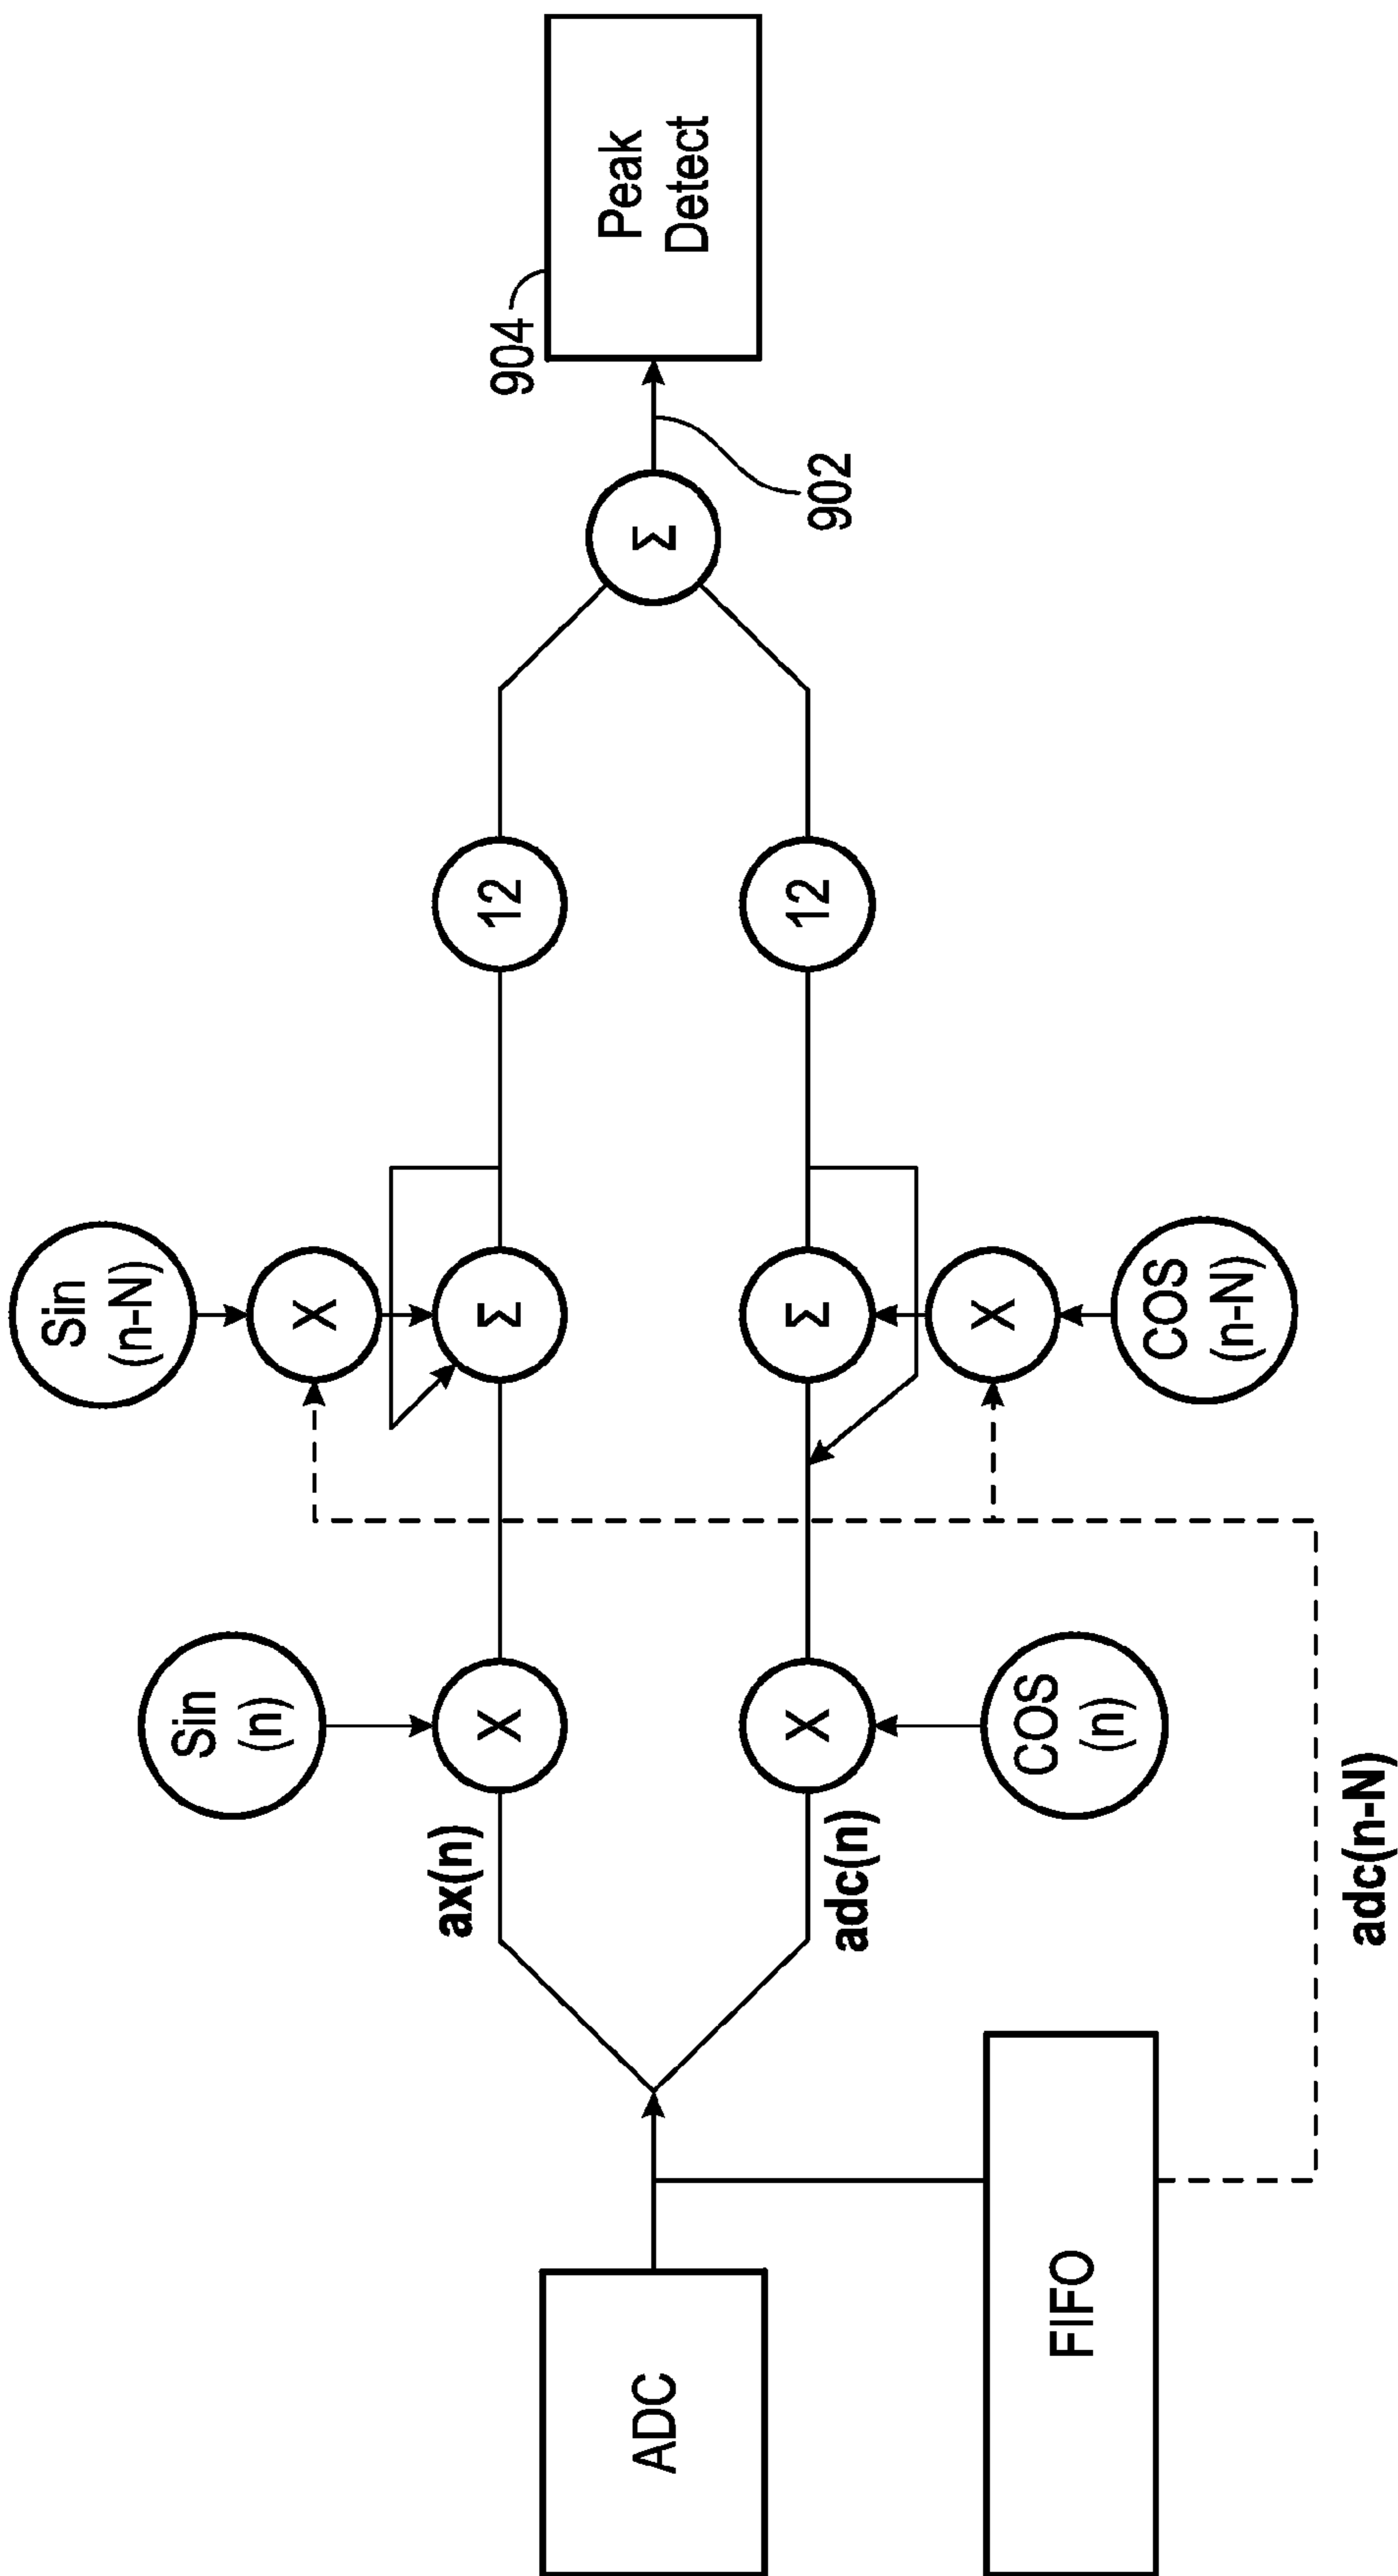 ADC
FIFO
ax(n)
adc(n)
adc(n-N)
Sin
(n)
X
X
COS
(n)
Sin
(n-N)
X
Σ
Σ
X
COS
(n-N)
12
12
Σ
902
904
Peak
Detect